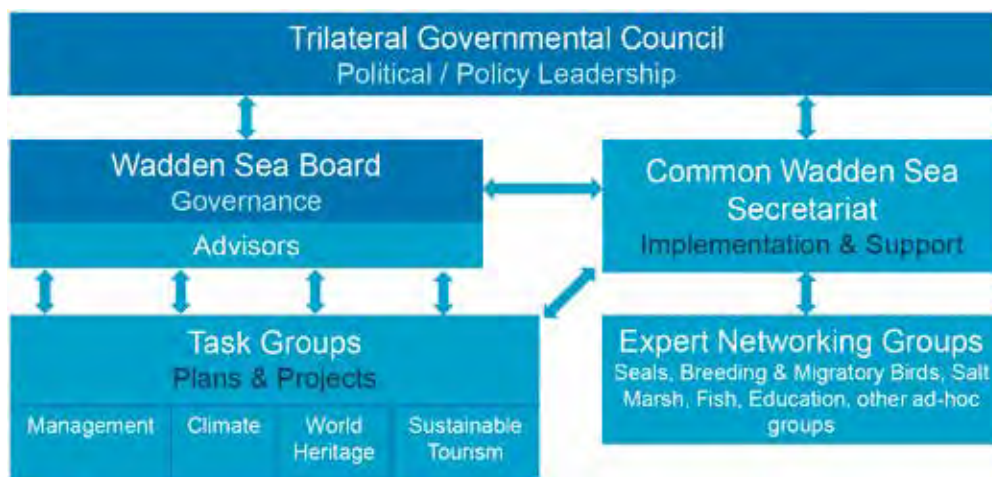 Trilateral Governmental Council
Political / Policy Leadership
Wadden Sea Board
Governance
Advisors
Common Wadden Sea
Secretariat
Implementation & Support
Task Groups
Plans & Projects
Management
Climate
World
Heritage
Sustainable
Tourism
Expert Networking Groups
Seals, Breeding & Migratory Birds, Salt
Marsh, Fish, Education, other ad-hoc
groups